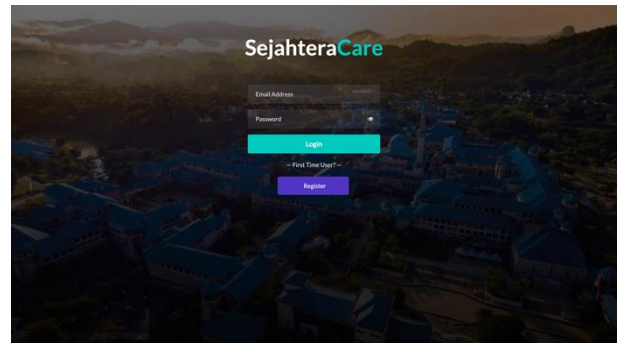 SejahteraCare
Email Address
Password
Login
— First Time User? —
Register